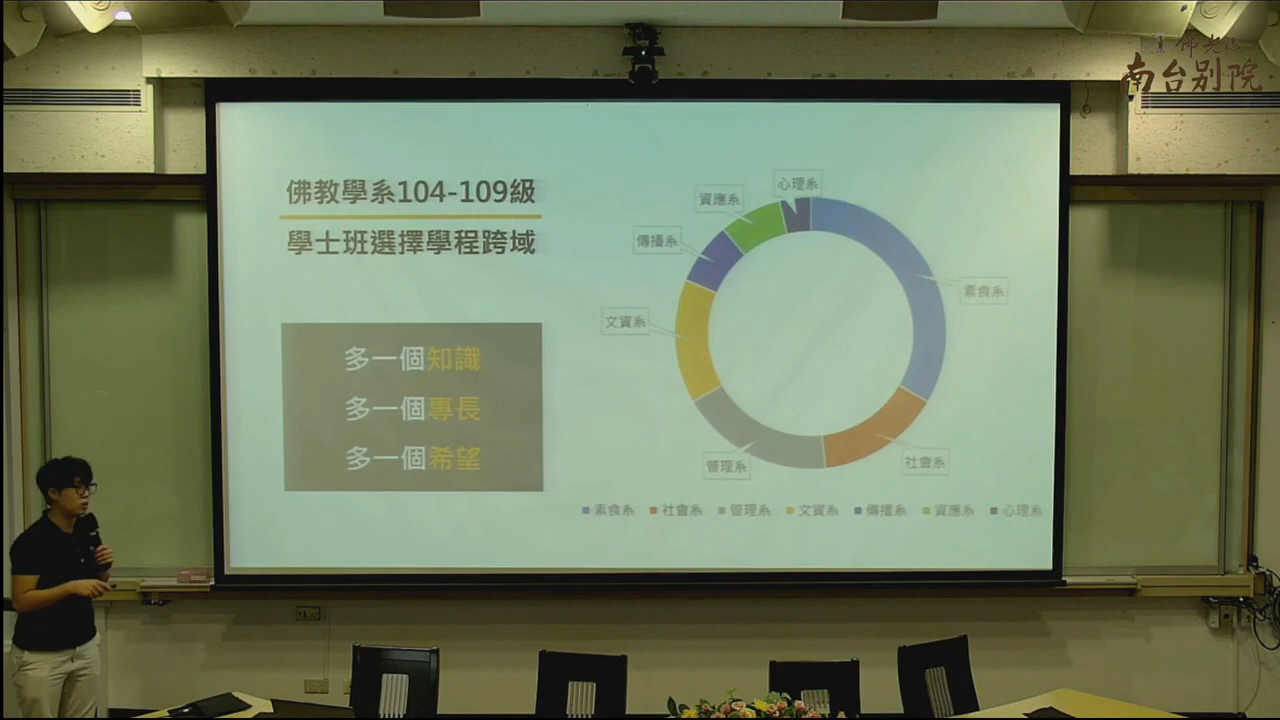 佛光山
南台別院
佛教學系104-109級
學士班選擇學程跨域
多一個知識
多一個專長
多一個希望
心理系
資應系
傳播系
素食系
文資系
管理系
社會系
素食系 社會系 管理系 文資系 傳播系 資應系 心理系